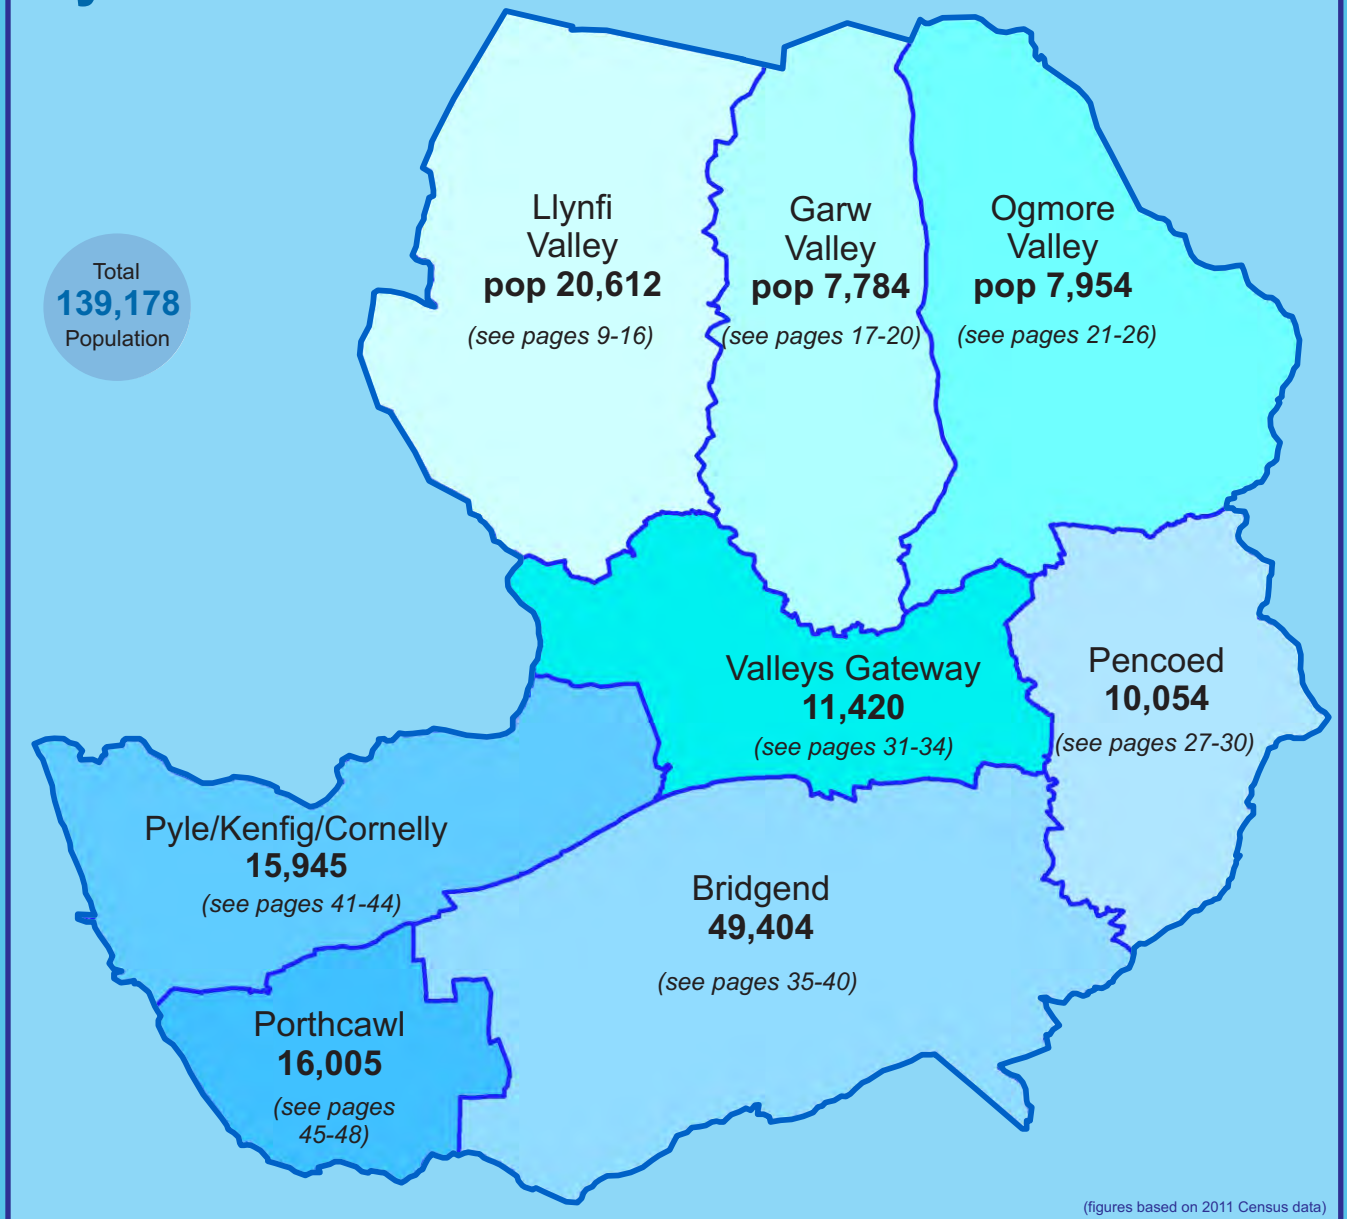 Total
139,178
Population
Llynfi
Valley
pop 20,612
(see pages 9-16)
Garw
Valley
pop 7,784
(see pages 17-20)
Ogmore
Valley
pop 7,954
(see pages 21-26)
Valleys Gateway
11,420
(see pages 31-34)
Pencoed
10,054
(see pages 27-30)
Pyle/Kenfig/Cornelly
15,945
(see pages 41-44)
Bridgend
49,404
(see pages 35-40)
Porthcawl
16,005
(see pages
45-48)
(figures based on 2011 Census data)